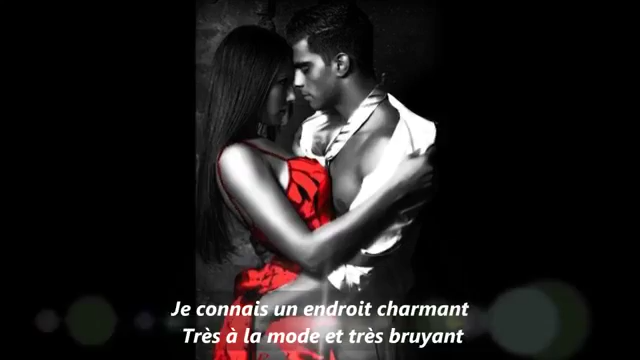 Je connais un endroit charmant
Très à la mode et très bruyant